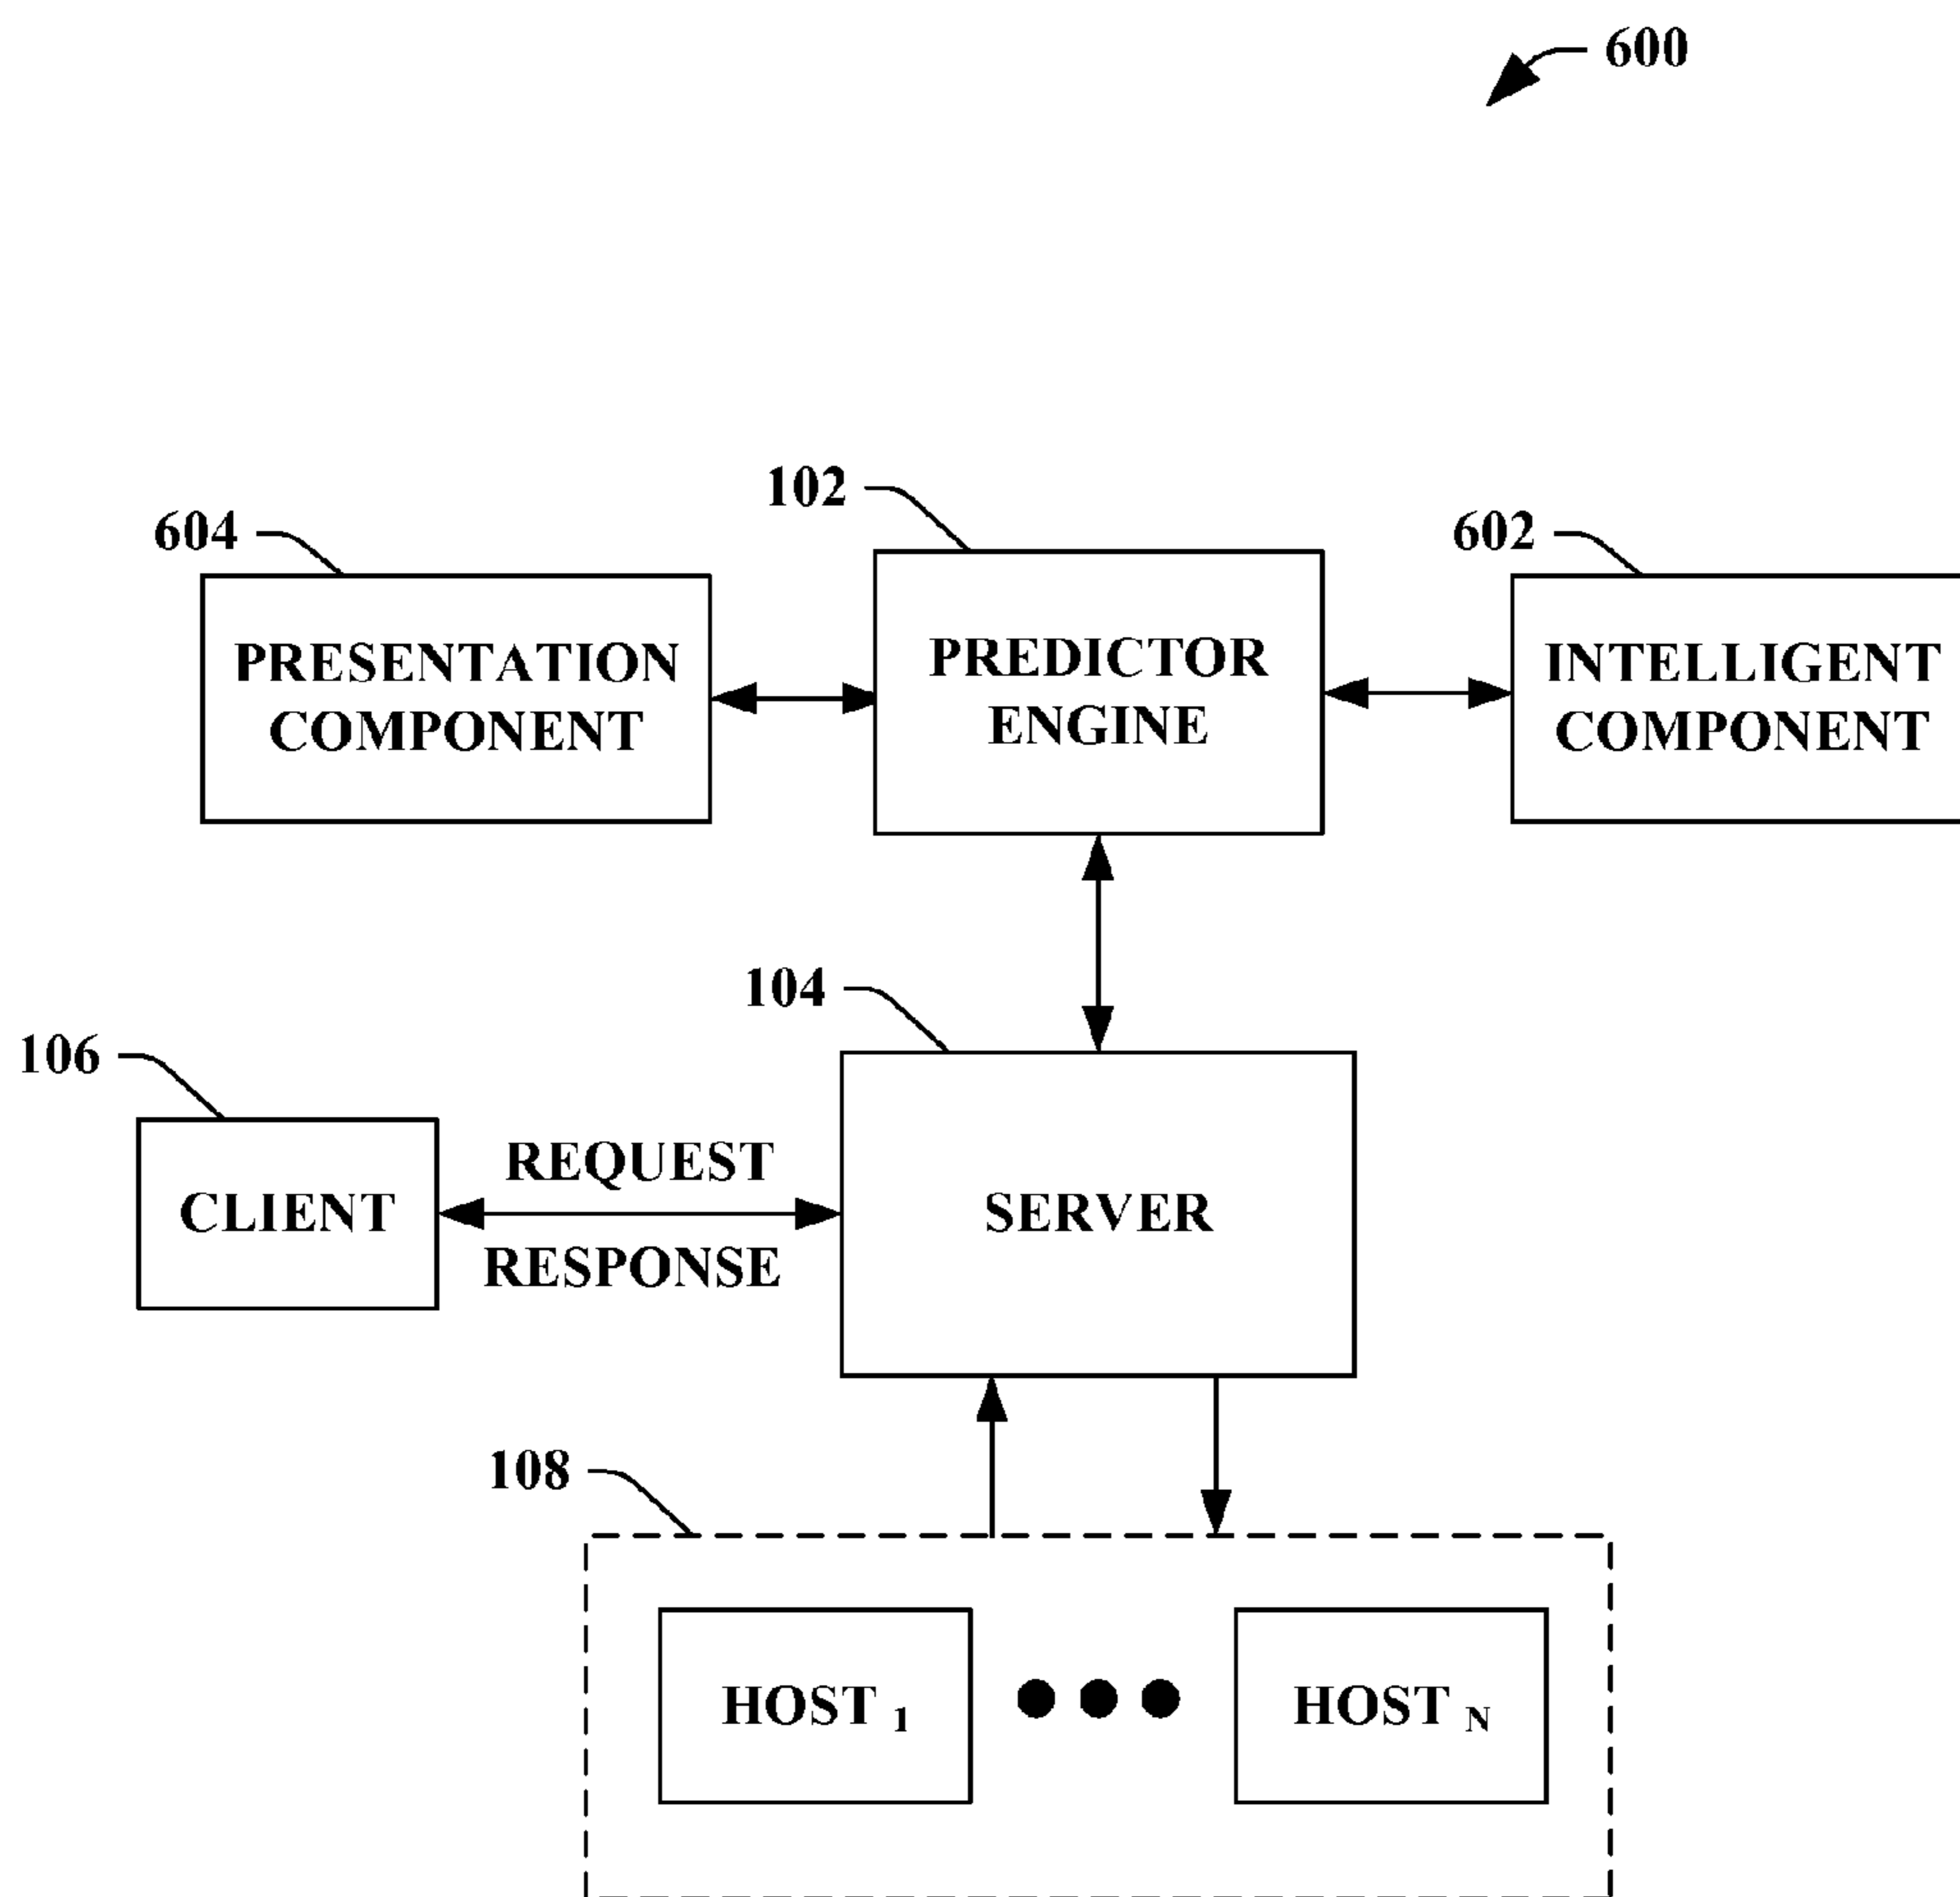 600
102
604
602
PRESENTATION
COMPONENT
PREDICTOR
ENGINE
INTELLIGENT
COMPONENT
104
106
CLIENT
REQUEST
RESPONSE
SERVER
108
HOST 1
HOST N